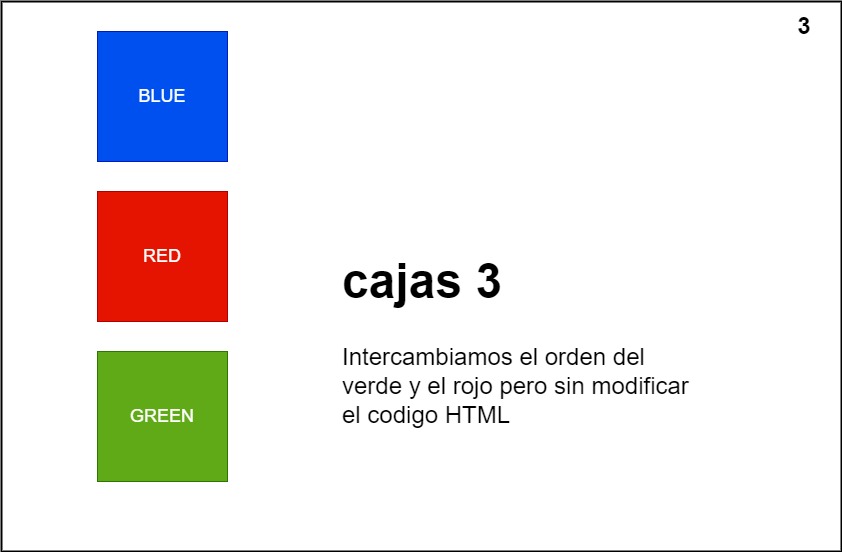 3
BLUE
RED
GREEN
cajas 3
Intercambiamos el orden del
verde y el rojo pero sin modificar
el codigo HTML